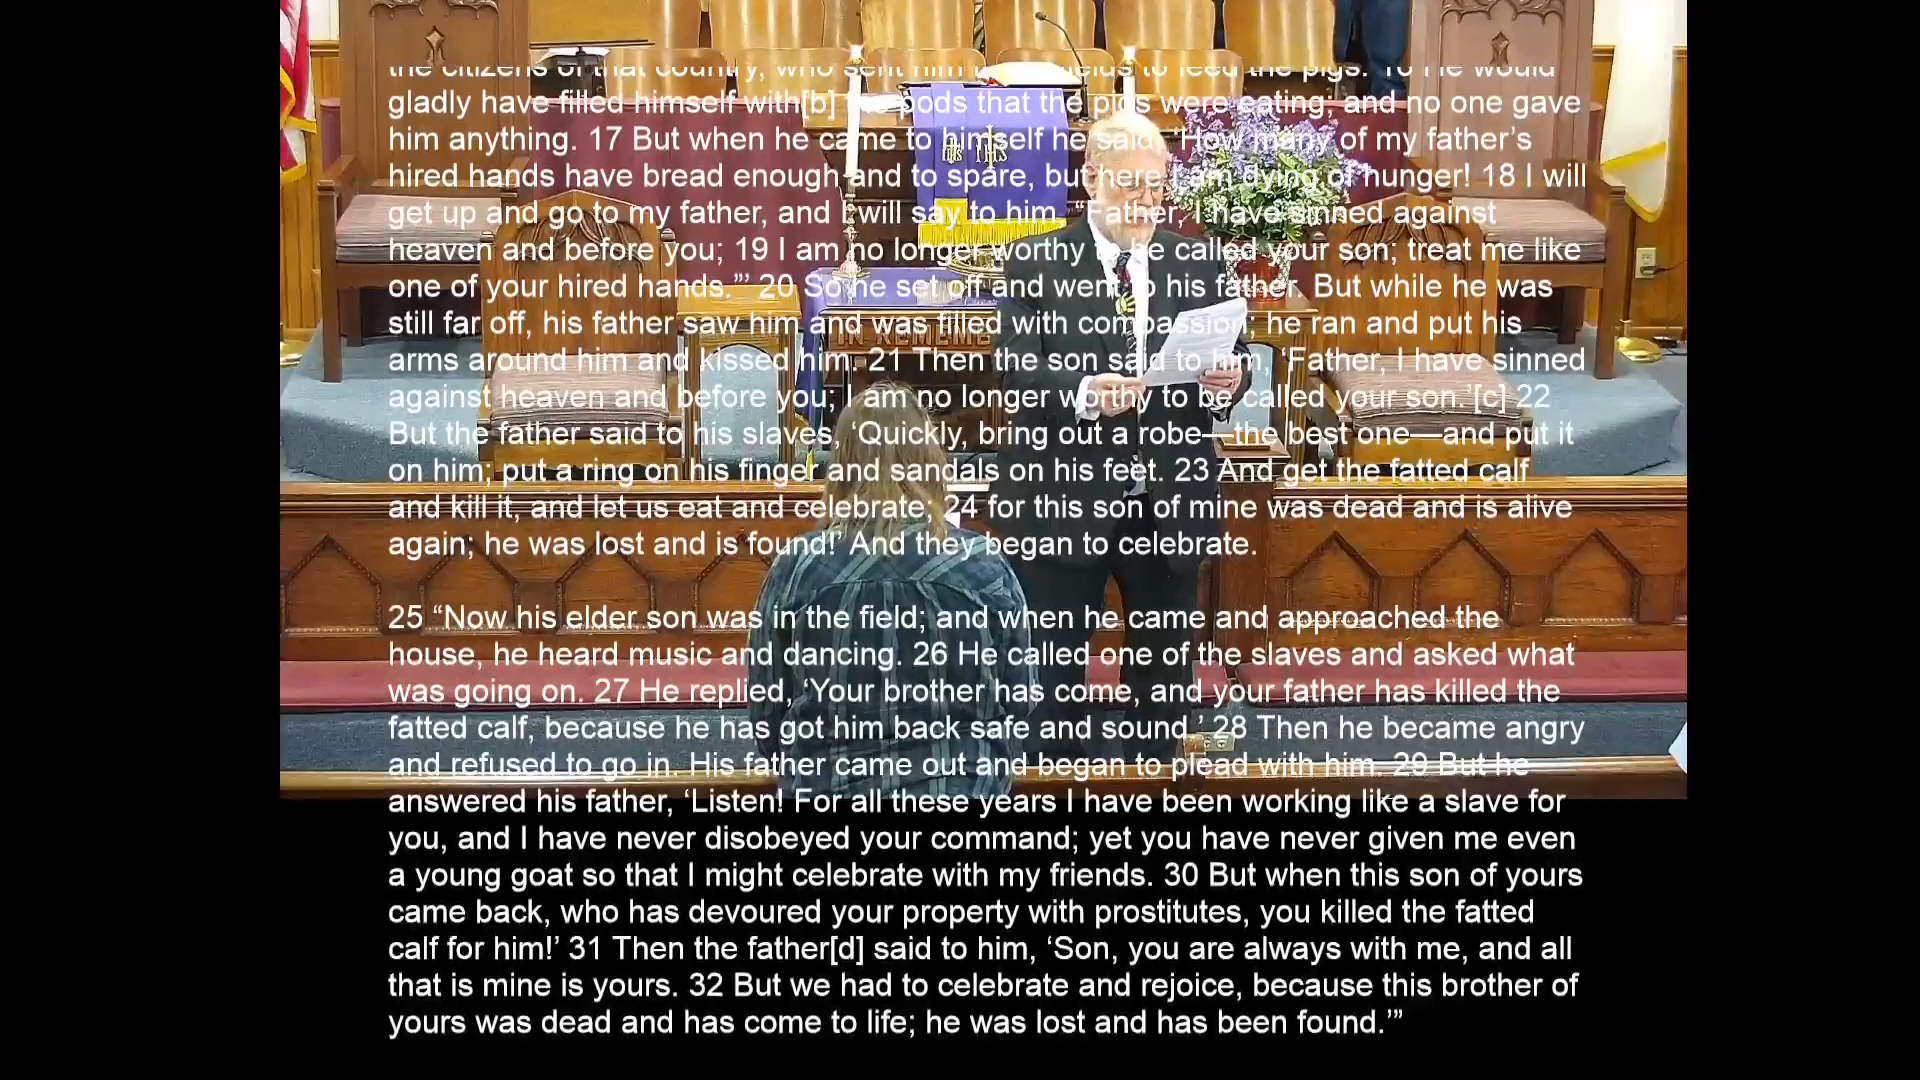 the citizens of that country, who sent him to his fields to feed the pigs. 16 He would
gladly have filled himself with[b] the pods that the pigs were eating; and no one gave
him anything. 17 But when he came to himself he said, ‘How many of my father’s
hired hands have bread enough and to spare, but here I am dying of hunger! 18 I will
get up and go to my father, and I will say to him, “Father, I have sinned against
heaven and before you; 19 I am no longer worthy to be called your son; treat me like
one of your hired hands.”’ 20 So he set off and went to his father. But while he was
still far off, his father saw him and was filled with compassion; he ran and put his
arms around him and kissed him. 21 Then the son said to him, ‘Father, I have sinned
against heaven and before you; I am no longer worthy to be called your son.’[c] 22
But the father said to his slaves, ‘Quickly, bring out a robe—the best one—and put it
on him; put a ring on his finger and sandals on his feet. 23 And get the fatted calf
and kill it, and let us eat and celebrate; 24 for this son of mine was dead and is alive
again; he was lost and is found!’ And they began to celebrate.
25 “Now his elder son was in the field; and when he came and approached the
house, he heard music and dancing. 26 He called one of the slaves and asked what
was going on. 27 He replied, ‘Your brother has come, and your father has killed the
fatted calf, because he has got him back safe and sound.’ 28 Then he became angry
and refused to go in. His father came out and began to plead with him. 29 But he
answered his father, ‘Listen! For all these years I have been working like a slave for
you, and I have never disobeyed your command; yet you have never given me even
a young goat so that I might celebrate with my friends. 30 But when this son of yours
came back, who has devoured your property with prostitutes, you killed the fatted
calf for him!’ 31 Then the father[d] said to him, ‘Son, you are always with me, and all
that is mine is yours. 32 But we had to celebrate and rejoice, because this brother of
yours was dead and has come to life; he was lost and has been found.’”
IHS
IN REMEMB